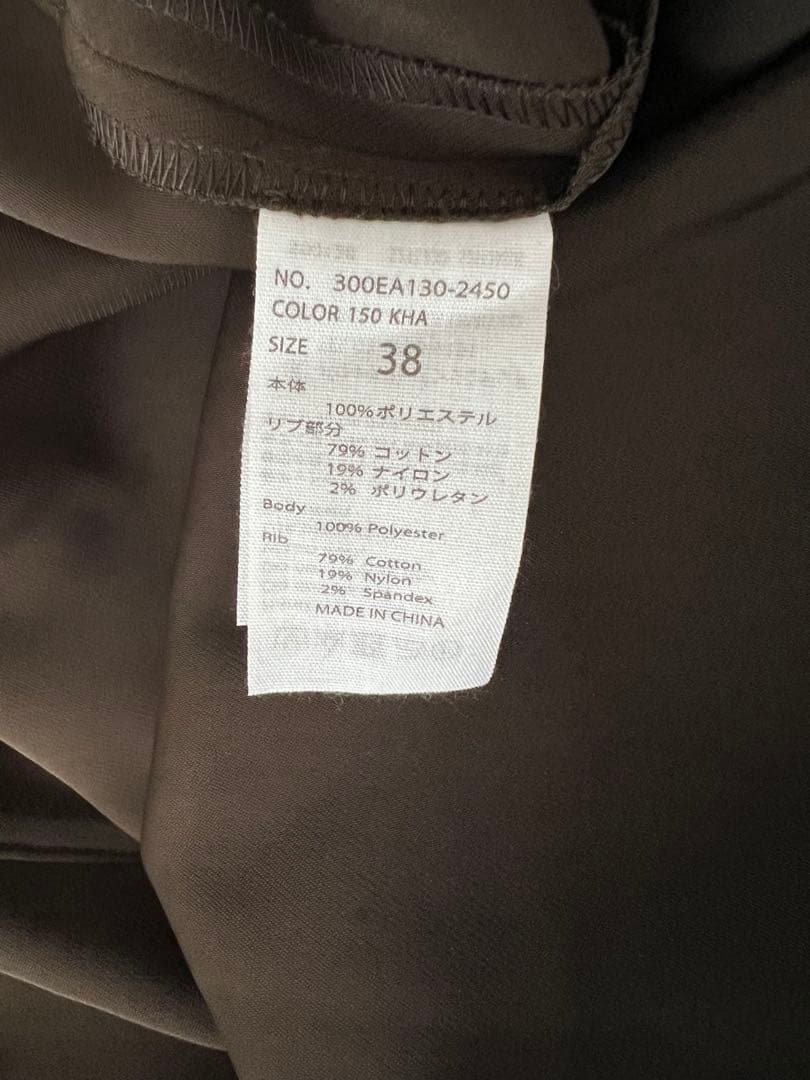 NO. 300EA130-2450
COLOR 150 KHA
SIZE 38
本体
100%ポリエステル
リブ部分
79% コットン
19% ナイロン
2% ポリウレタン
Body
100% Polyester
Rib
79% Cotton
19% Nylon
2% Spandex
MADE IN CHINA